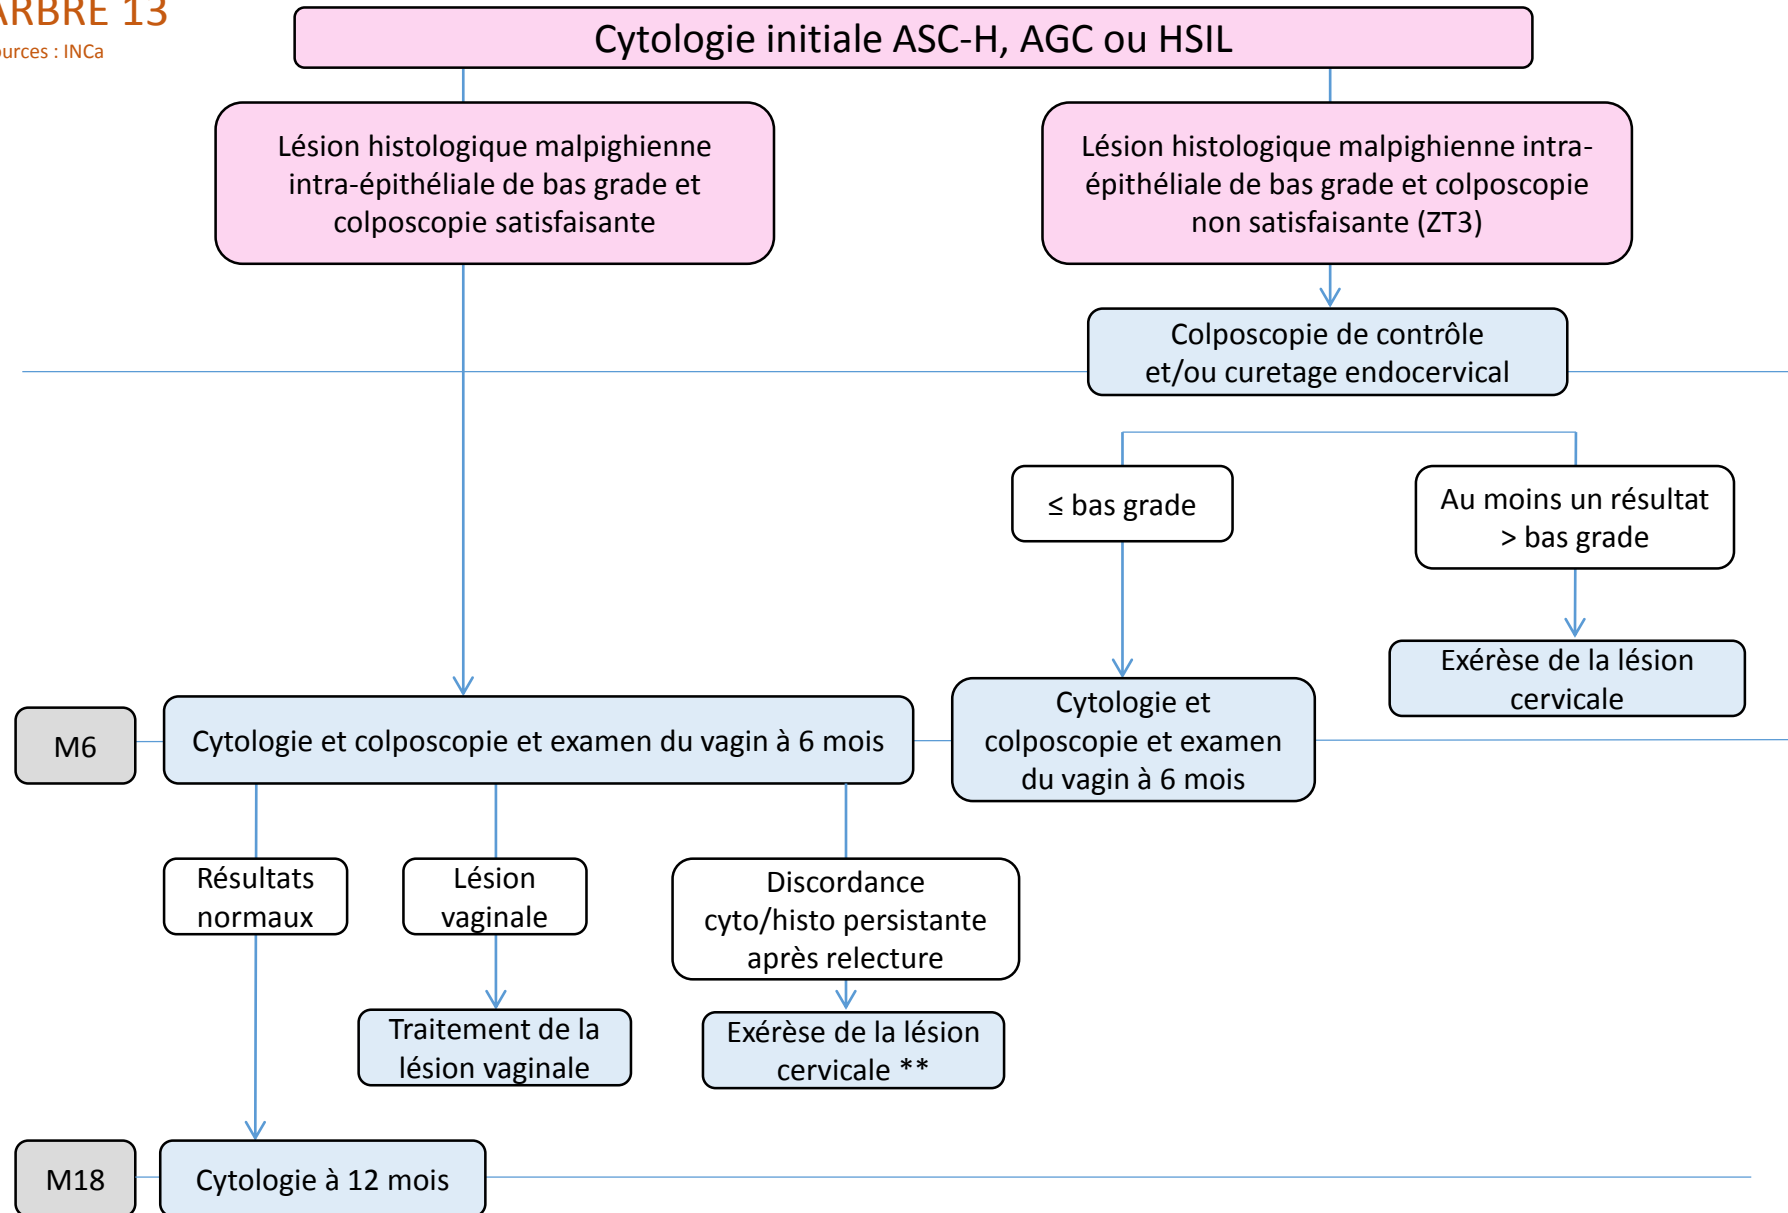 ARBRE 13
ources : INCa
Cytologie initiale ASC-H, AGC ou HSIL
Lésion histologique malpighienne
intra-épithéliale de bas grade et
colposcopie satisfaisante
Lésion histologique malpighienne intra-
épithéliale de bas grade et colposcopie
non satisfaisante (ZT3)
Colposcopie de contrôle
et/ou curetage endocervical
≤ bas grade
Au moins un résultat
> bas grade
Exérèse de la lésion
cervicale
M6
Cytologie et colposcopie et examen du vagin à 6 mois
Cytologie et
colposcopie et examen
du vagin à 6 mois
Résultats
normaux
Lésion
vaginale
Discordance
cyto/histo persistante
après relecture
Traitement de la
lésion vaginale
Exérèse de la lésion
cervicale **
M18
Cytologie à 12 mois